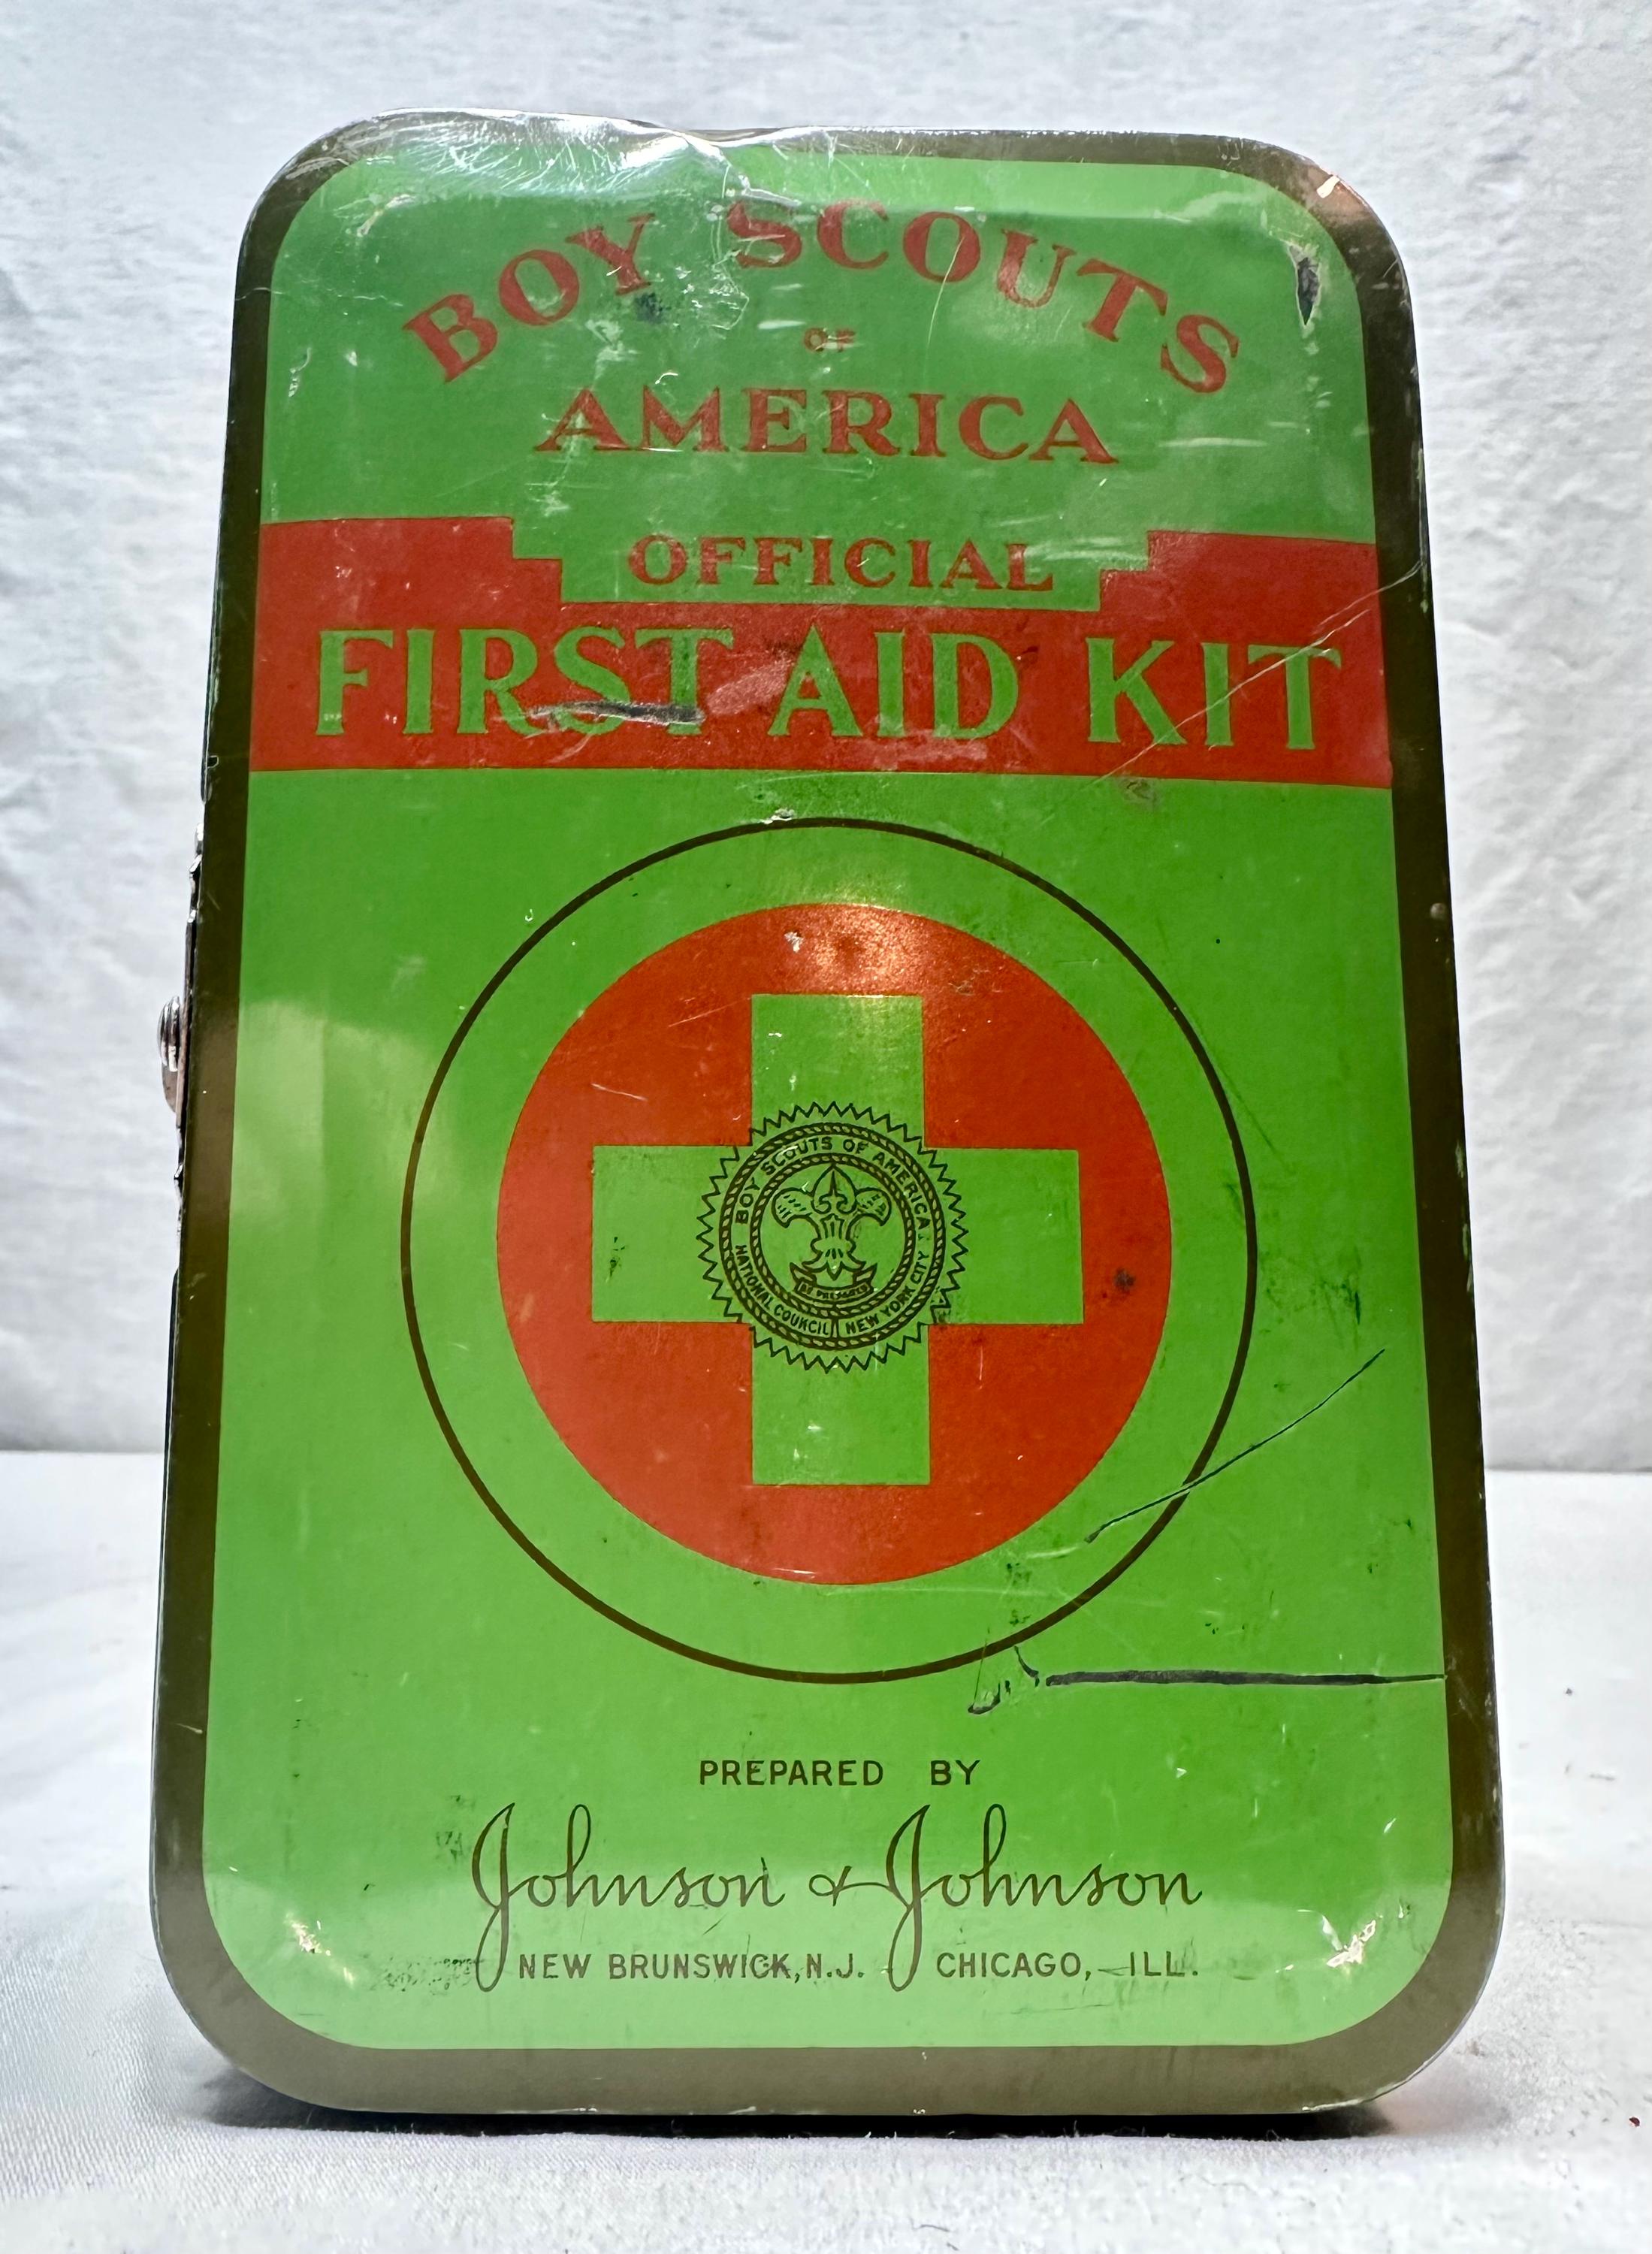 BOY SCOUTS
OF
AMERICA
OFFICIAL
FIRST AID KIT
BOY SCOUTS OF AMERICA
BE PREPARED
NATIONAL COUNCIL NEW YORK CITY
PREPARED BY
Johnson & Johnson
NEW BRUNSWICK, N.J. CHICAGO, ILL.